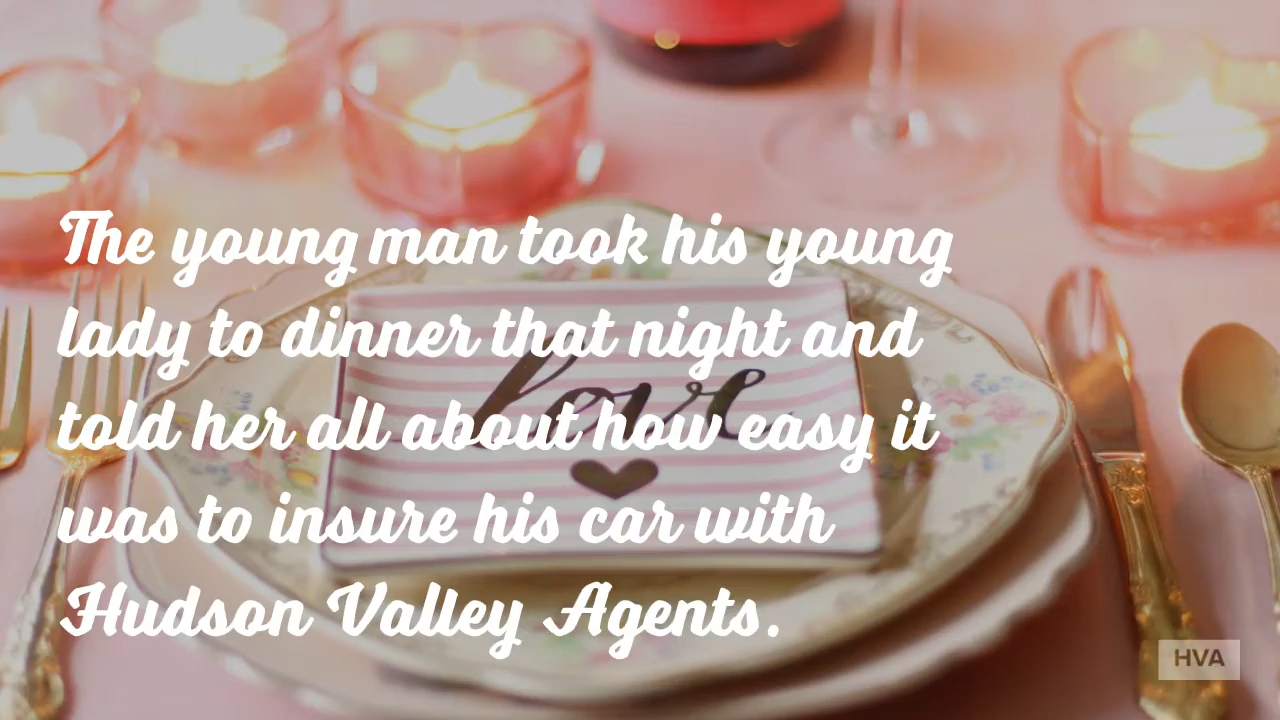 The young man took his young
lady to dinner that night and
told her all about how easy it
was to insure his car with
Hudson Valley Agents.
love
HVA